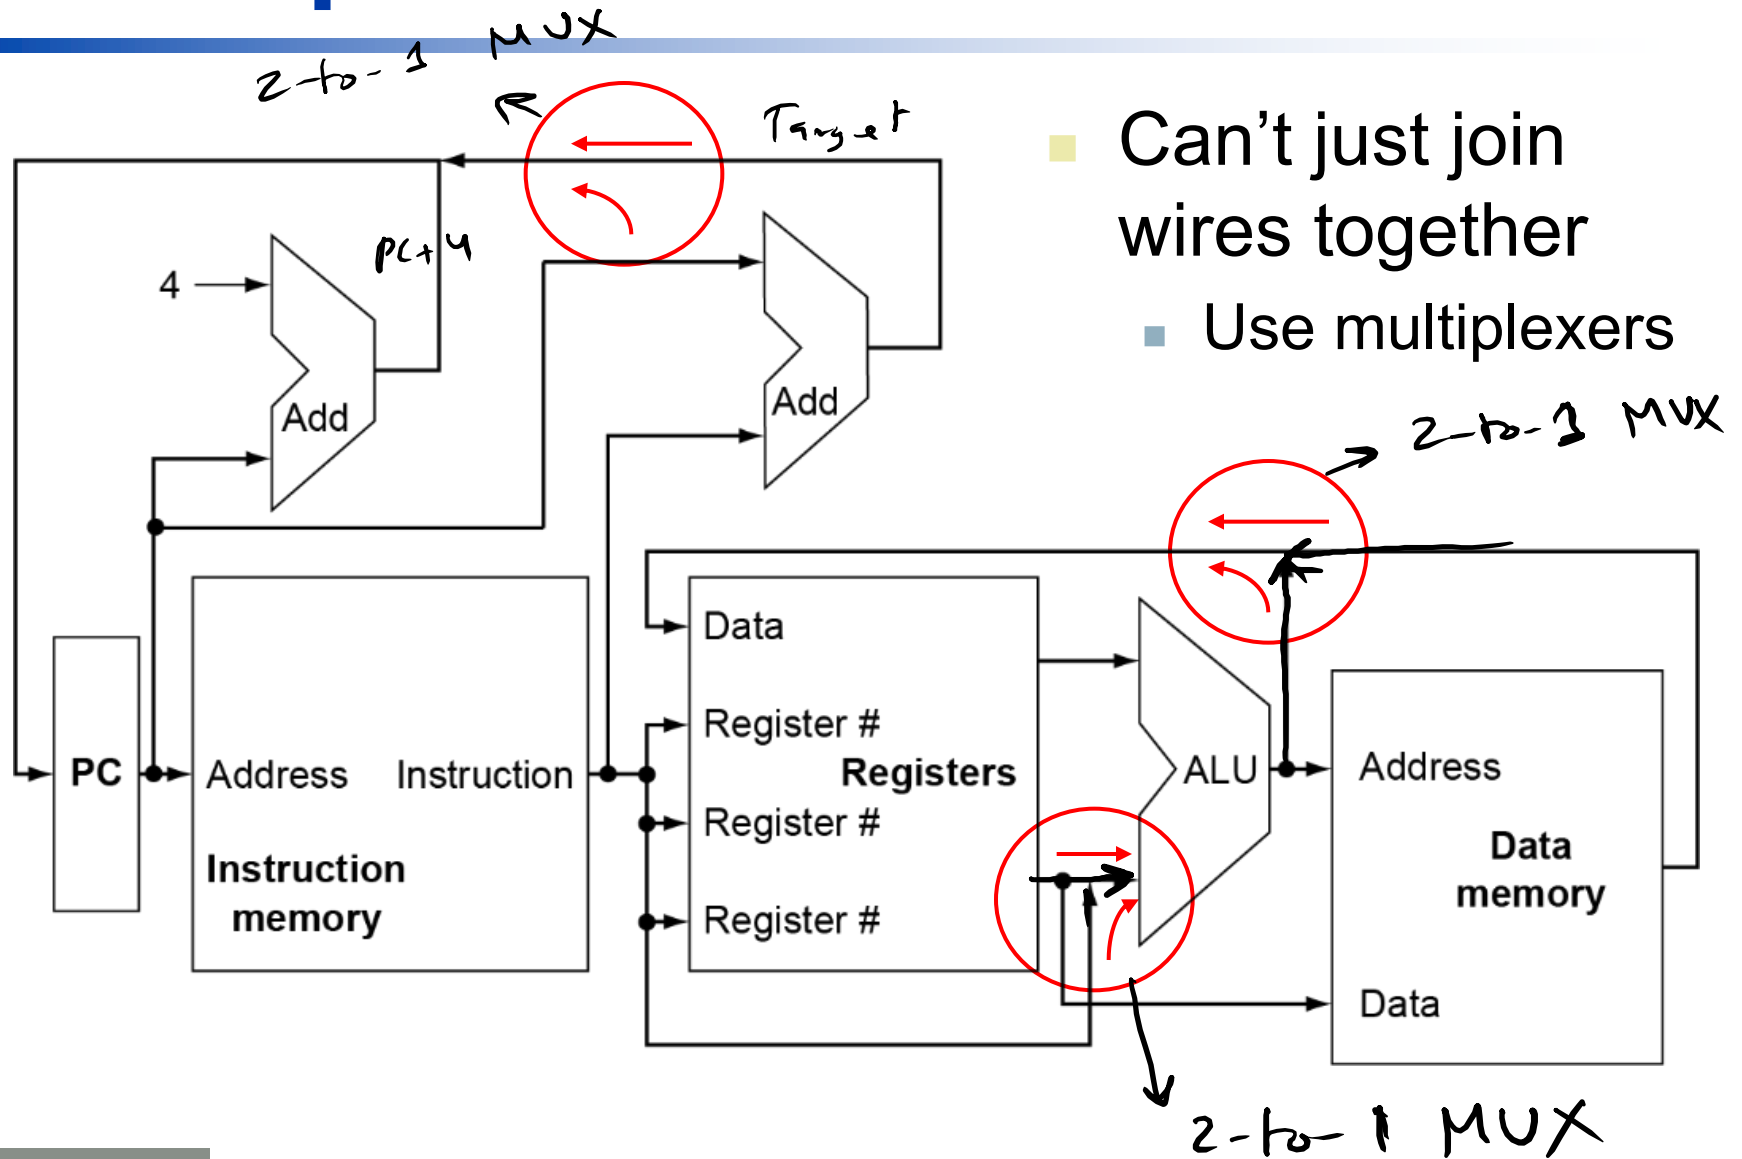 2-to-1 MUX
Target
Can't just join
wires together
Use multiplexers
PC+4
4
Add
Add
2-to-1 MUX
Data
Register #
PC
Address
Instruction
Registers
ALU
Address
Register #
Data
memory
Instruction
memory
Register #
Data
2-to-1 MUX